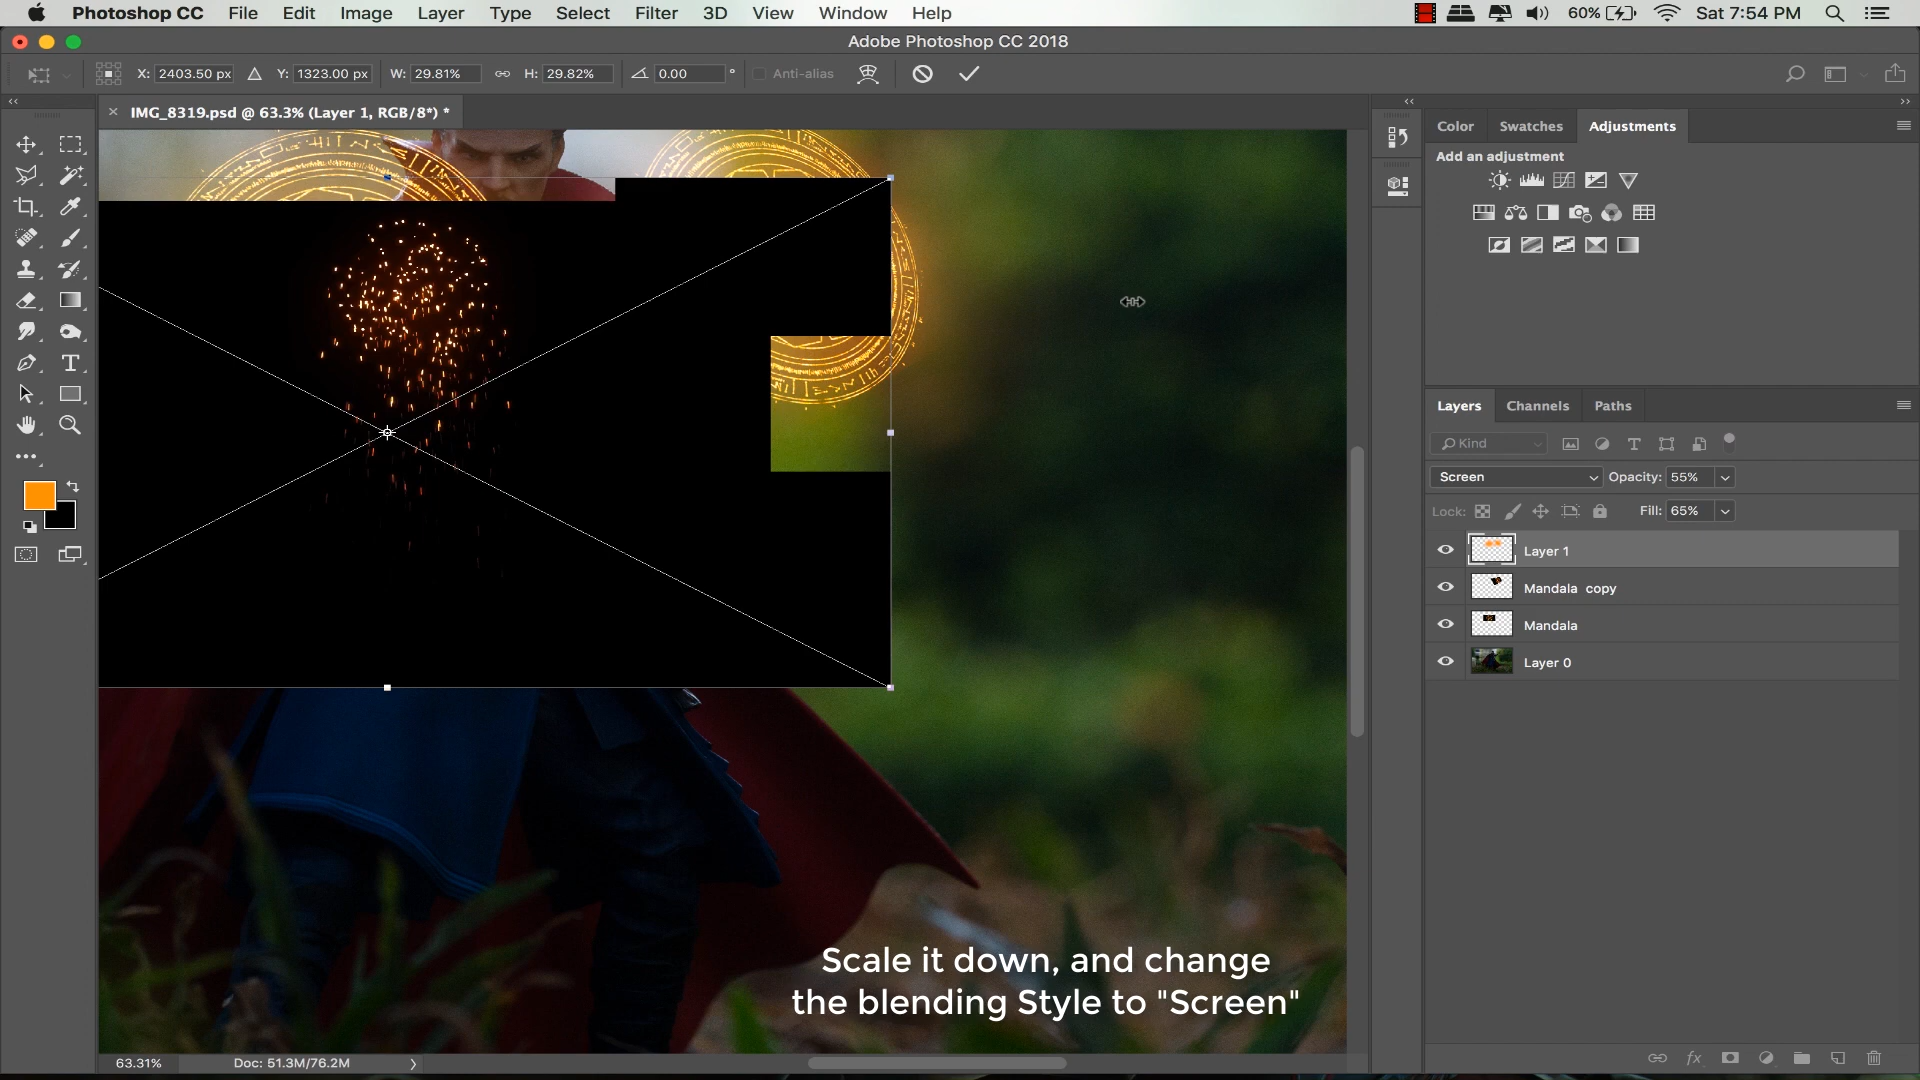 Photoshop CC File Edit Image Layer Type Select Filter 3D View Window Help 60% Sat 7:54 PM
Adobe Photoshop CC 2018
X: 2403.50 px Y: 1323.00 px W: 29.81% H: 29.82% 0.00 ° Anti-alias
× IMG_8319.psd @ 63.3% (Layer 1, RGB/8*) *
Color Swatches Adjustments
Add an adjustment
Layers Channels Paths
Kind
Screen Opacity: 55%
Lock: Fill: 65%
Layer 1
Mandala copy
Mandala
Layer 0
Scale it down, and change
the blending Style to "Screen"
63.31% Doc: 51.3M/76.2M
fx